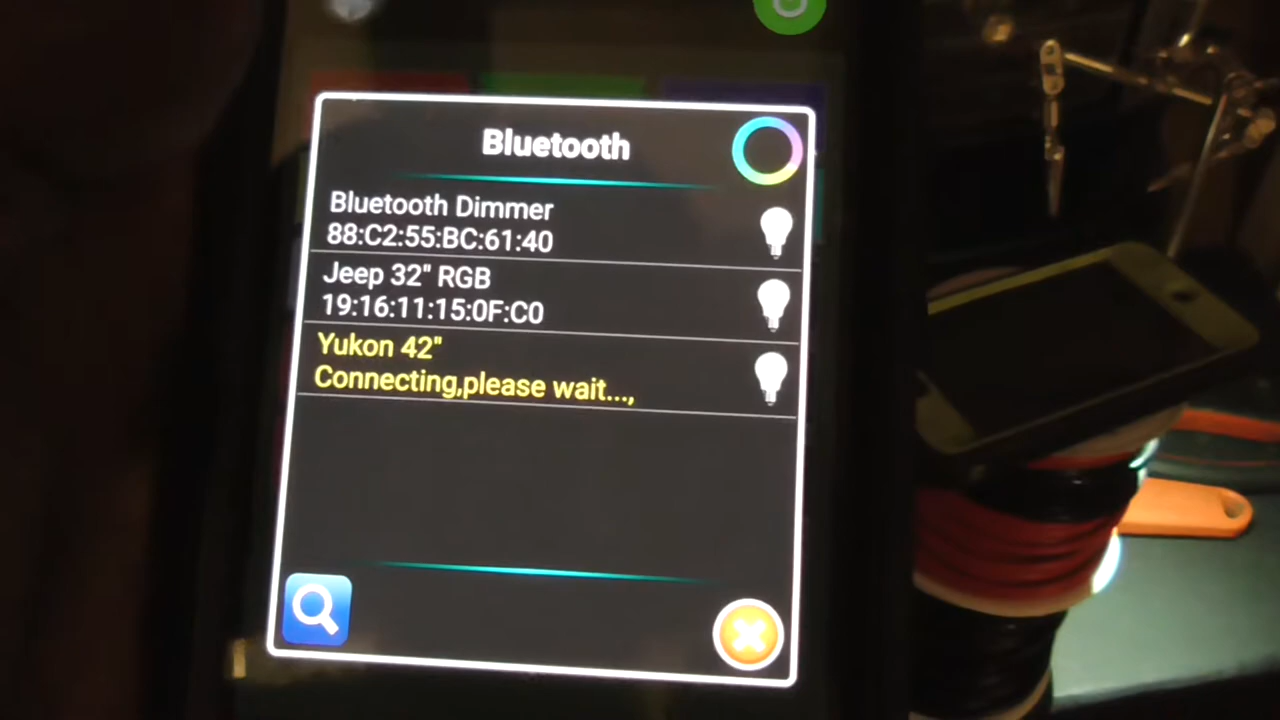 Bluetooth
Bluetooth Dimmer
88:C2:55:BC:61:40
Jeep 32" RGB
19:16:11:15:0F:C0
Yukon 42"
Connecting,please wait...,